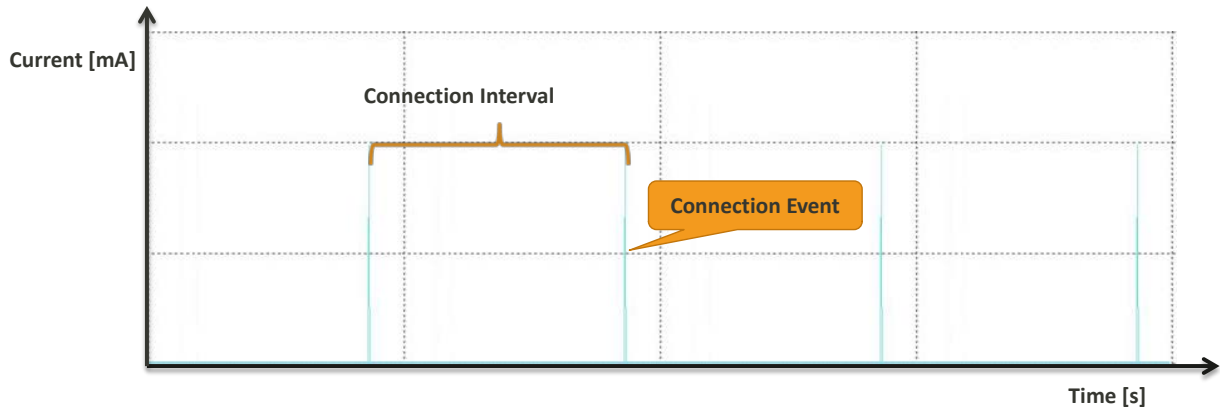 Current [mA]
Connection Interval
Connection Event
Time [s]